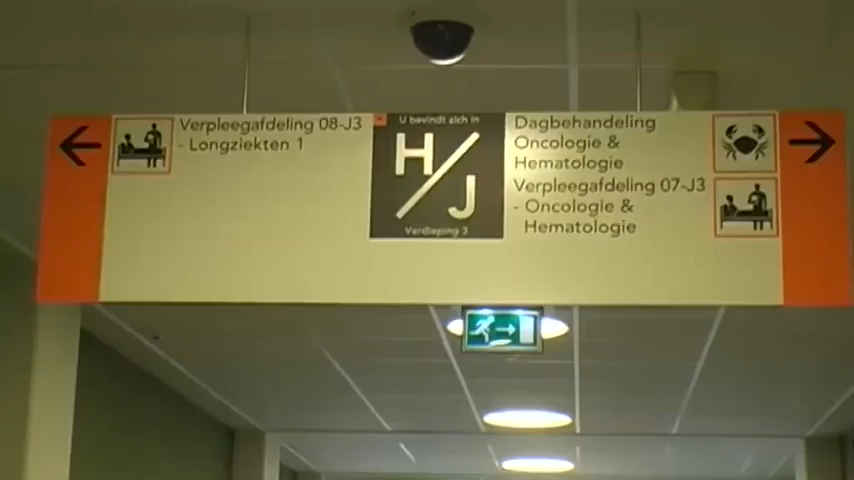 Verpleegafdeling 08-J3
- Longziekten 1
U bevindt zich in
H/J
Verdieping 3
Dagbehandeling
Oncologie &
Hematologie
Verpleegafdeling 07-J3
- Oncologie &
Hematologie